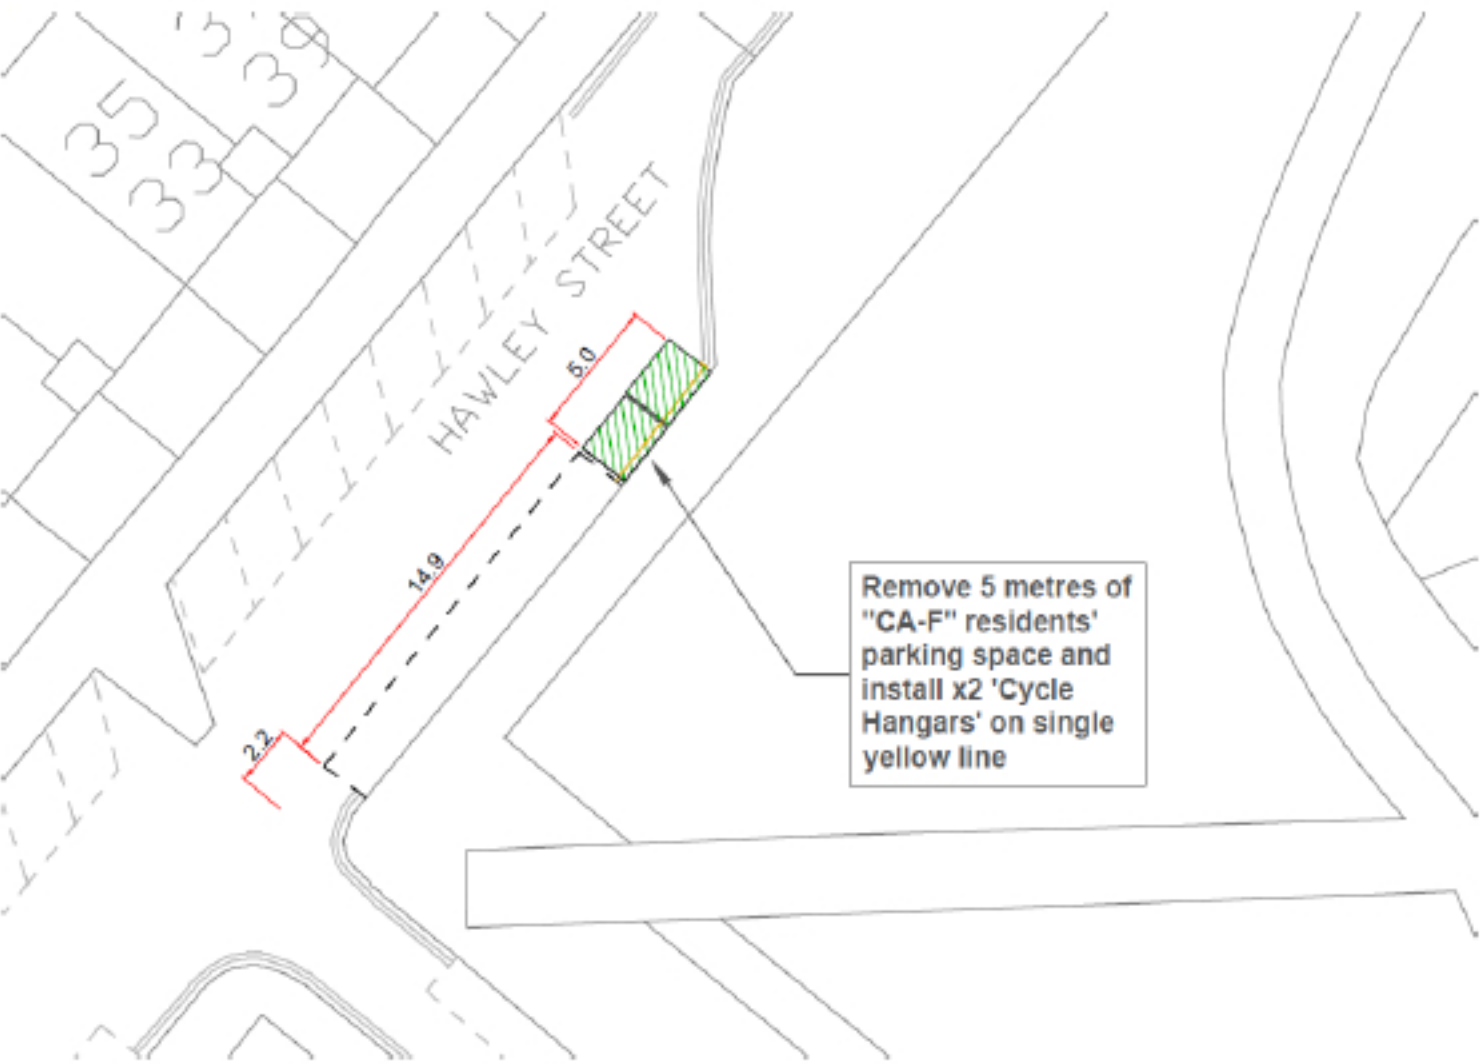 35
33
39
HAWLEY STREET
5.0
14.9
2.2
Remove 5 metres of
"CA-F" residents'
parking space and
install x2 'Cycle
Hangars' on single
yellow line